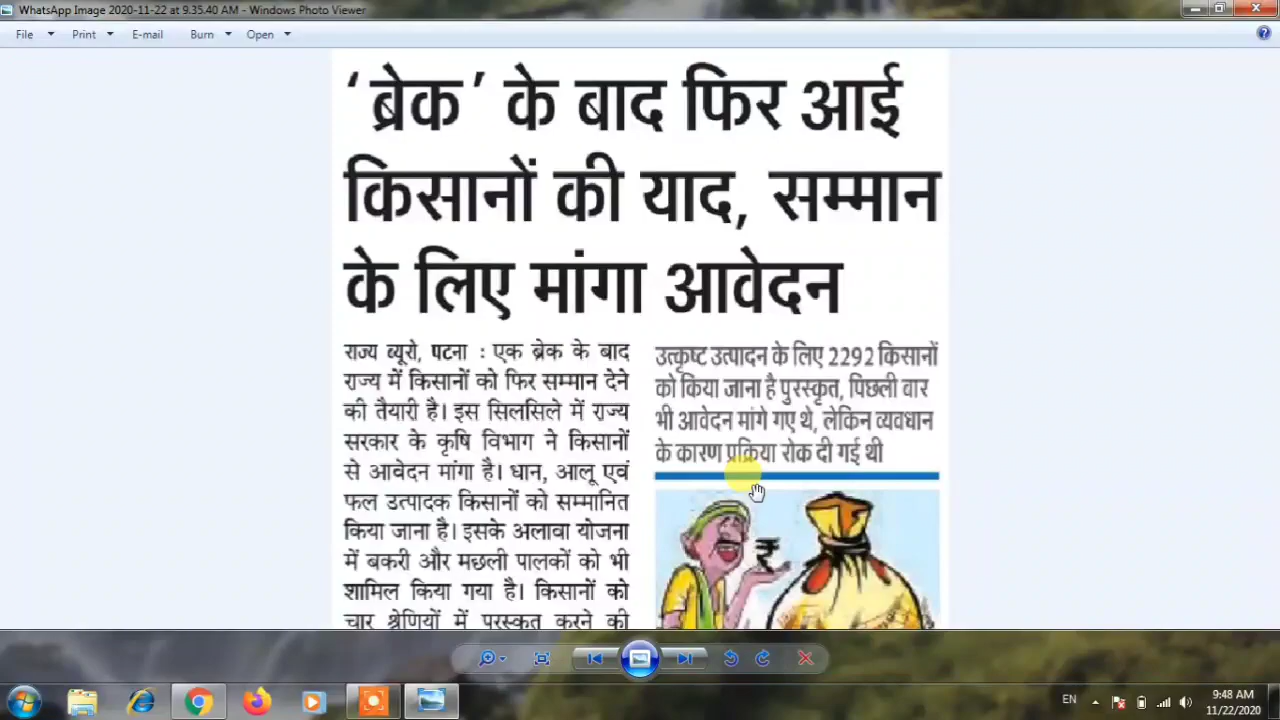 WhatsApp Image 2020-11-22 at 9.35.40 AM - Windows Photo Viewer
File Print E-mail Burn Open
‘ब्रेक’ के बाद फिर आई
किसानों की याद, सम्मान
के लिए मांगा आवेदन
राज्य ब्यूरो, पटना : एक ब्रेक के बाद
राज्य में किसानों को फिर सम्मान देने
की तैयारी है। इस सिलसिले में राज्य
सरकार के कृषि विभाग ने किसानों
से आवेदन मांगा है। धान, आलू एवं
फल उत्पादक किसानों को सम्मानित
किया जाना है। इसके अलावा योजना
में बकरी और मछली पालकों को भी
शामिल किया गया है। किसानों को
चार श्रेणियों में पुरस्कृत करने की
उत्कृष्ट उत्पादन के लिए 2292 किसानों
को किया जाना है पुरस्कृत, पिछली बार
भी आवेदन मांगे गए थे, लेकिन व्यवधान
के कारण प्रक्रिया रोक दी गई थी
₹
EN
9:48 AM
11/22/2020